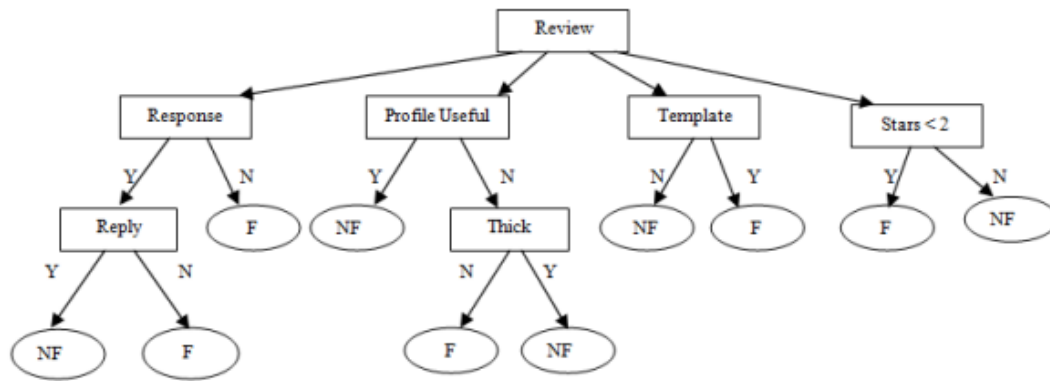 Review
Response
Profile Useful
Template
Stars < 2
Y
N
Y
N
N
Y
Y
N
Reply
F
NF
Thick
NF
F
F
NF
Y
N
N
Y
NF
F
F
NF